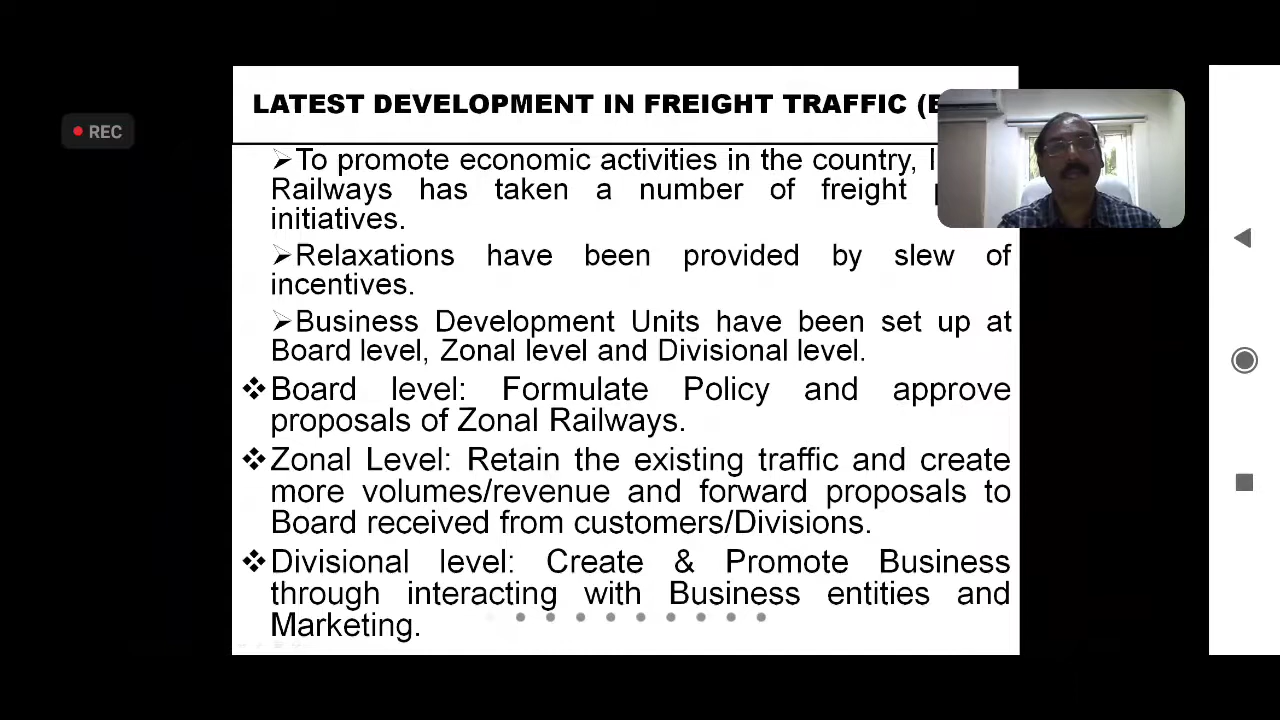 LATEST DEVELOPMENT IN FREIGHT TRAFFIC (
REC
➢To promote economic activities in the country,
Railways has taken a number of freight
initiatives.
➢Relaxations have been provided by slew of
incentives.
➢Business Development Units have been set up at
Board level, Zonal level and Divisional level.
❖Board level: Formulate Policy and approve
proposals of Zonal Railways.
❖Zonal Level: Retain the existing traffic and create
more volumes/revenue and forward proposals to
Board received from customers/Divisions.
❖Divisional level: Create & Promote Business
through interacting with Business entities and
Marketing.